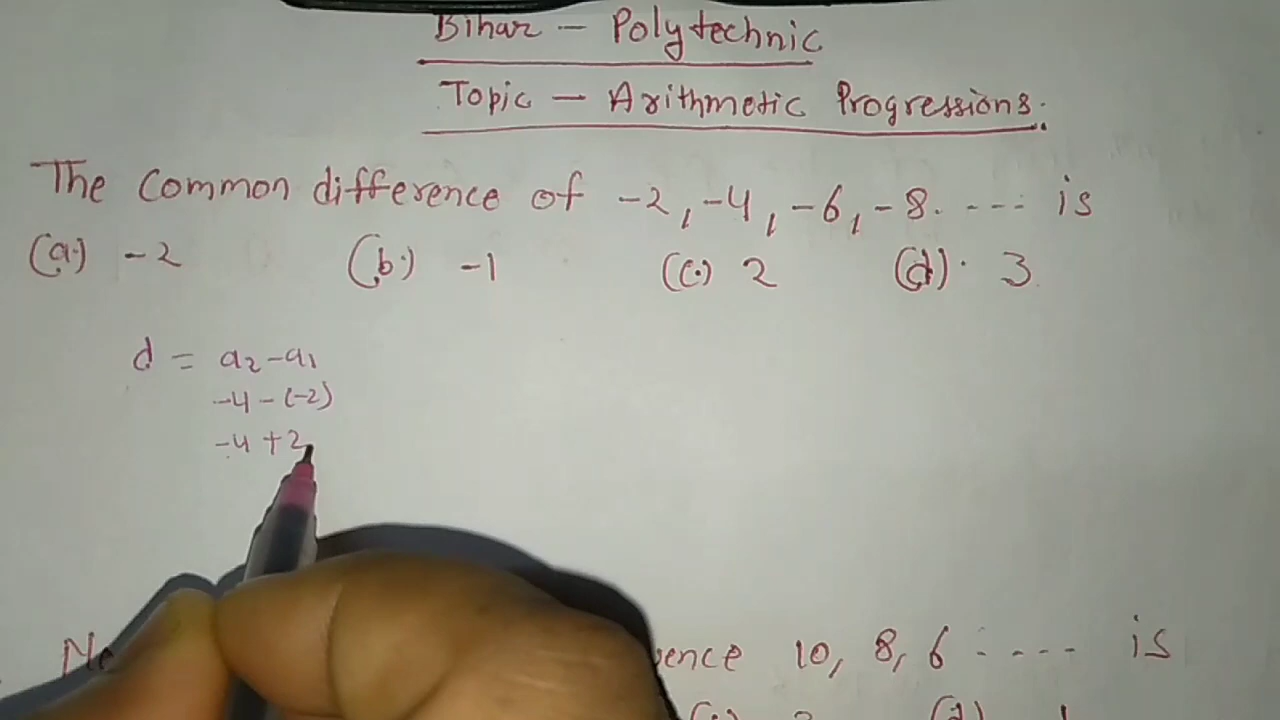 Bihar - Polytechnic
Topic - Arithmetic Progressions.
The Common difference of -2, -4, -6, -8. ---- is
(a.) -2 (b.) -1 (c.) 2 (d). 3
d = a2 - a1
-4 - (-2)
-4 + 2
10, 8, 6 ---- is